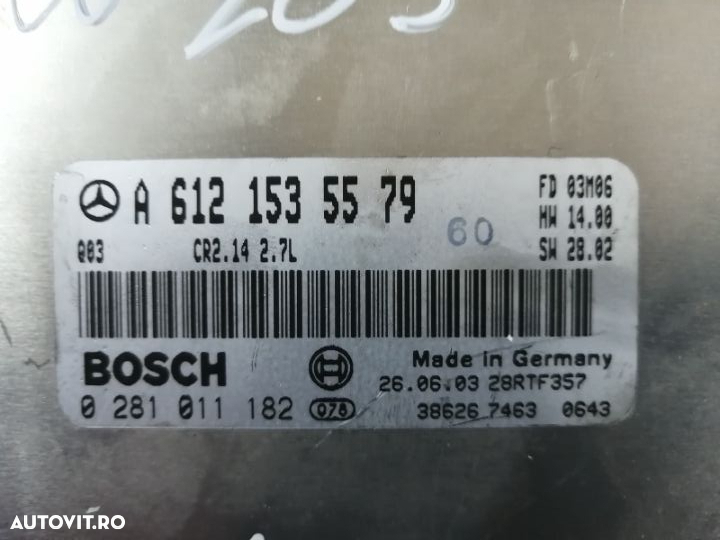 W 203
A 612 153 55 79
FD 03M06
HW 14.00
60
Q03 CR2.14 2.7L
SW 28.02
BOSCH
Made in Germany
26.06.03 28RTF357
0 281 011 182 078
38626 7463 0643
AUTOVIT.RO